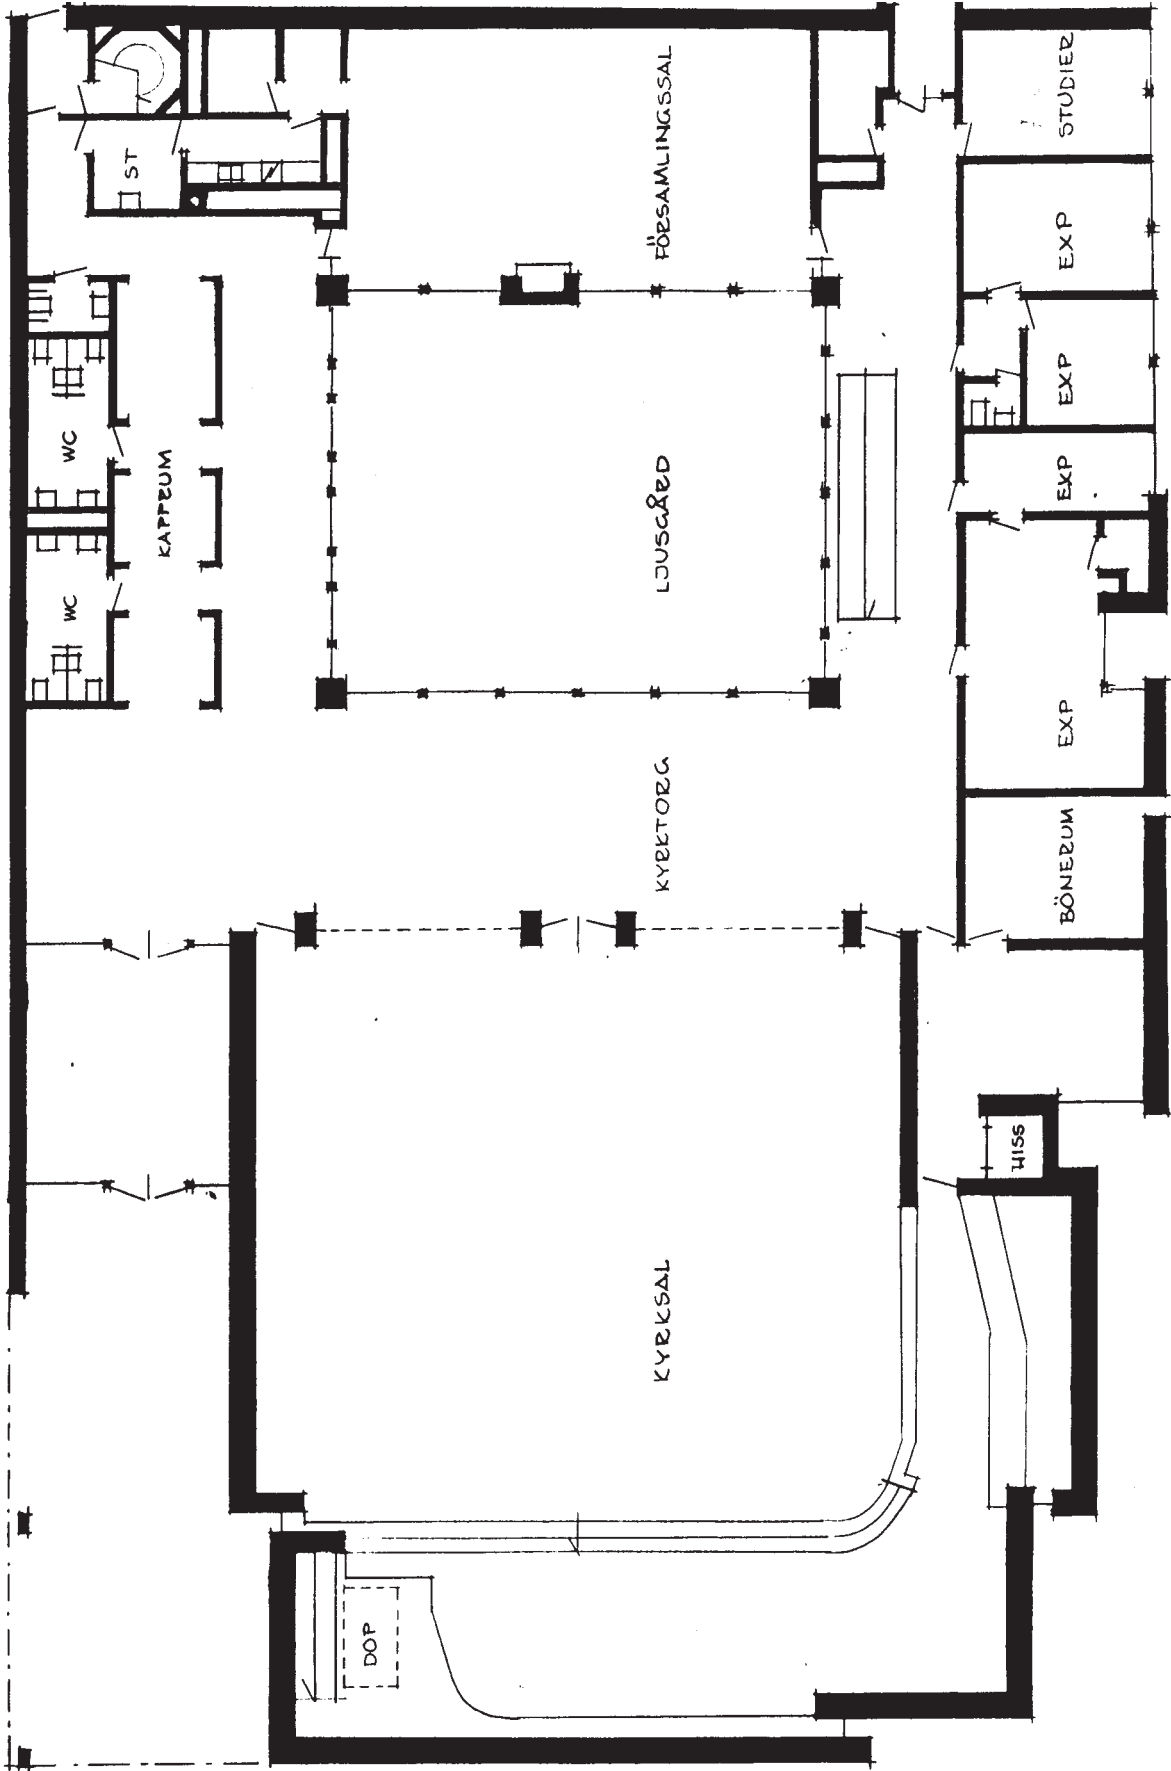 STUDIER
FÖRSAMLINGSSAL
ST
EXP
EXP
WC
KAPPRUM
LJUSGÅRD
EXP
WC
EXP
KYRKTORG
BÖNERUM
HISS
KYRKSAL
DOP